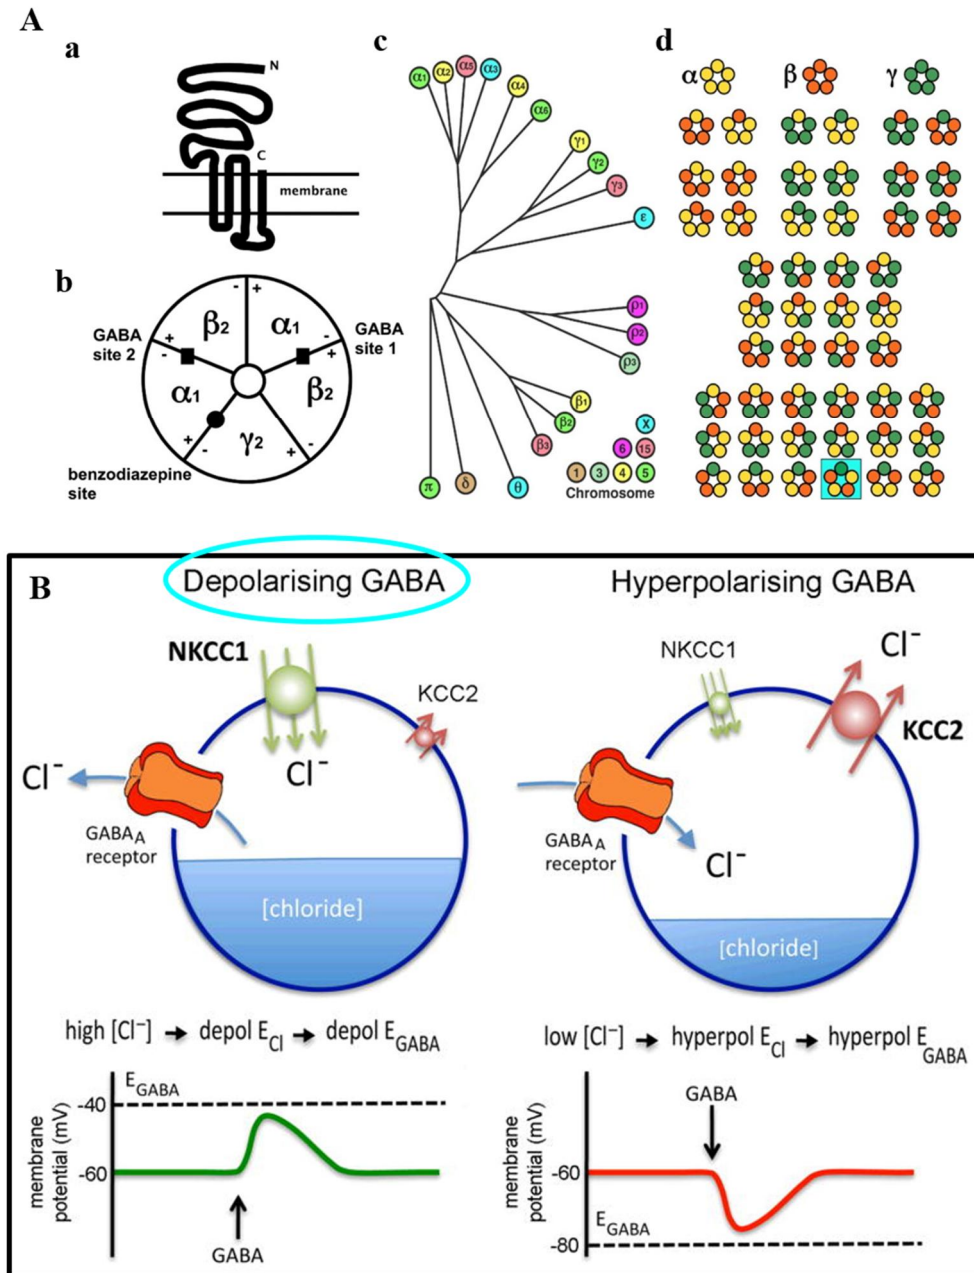 A
a
N
C
membrane
b
β2
α1
GABA
site 2
GABA
site 1
α1
β2
γ2
benzodiazepine
site
- +
+
-
-
+
+
-
-
+
c
α1
α2
α5
α3
α4
α6
γ1
γ2
γ3
ε
ρ1
ρ2
ρ3
β1
β2
β3
θ
δ
π
X
6 15
1 3 4 5
Chromosome
d
α β γ
B
Depolarising GABA
NKCC1
KCC2
Cl⁻
Cl⁻
GABAA
receptor
[chloride]
high [Cl⁻] → depol ECl → depol EGABA
EGABA
-40
-60
membrane
potential (mV)
GABA
Hyperpolarising GABA
NKCC1
Cl⁻
KCC2
GABAA
receptor
Cl⁻
[chloride]
low [Cl⁻] → hyperpol ECl → hyperpol EGABA
GABA
-60
EGABA
-80
membrane
potential (mV)